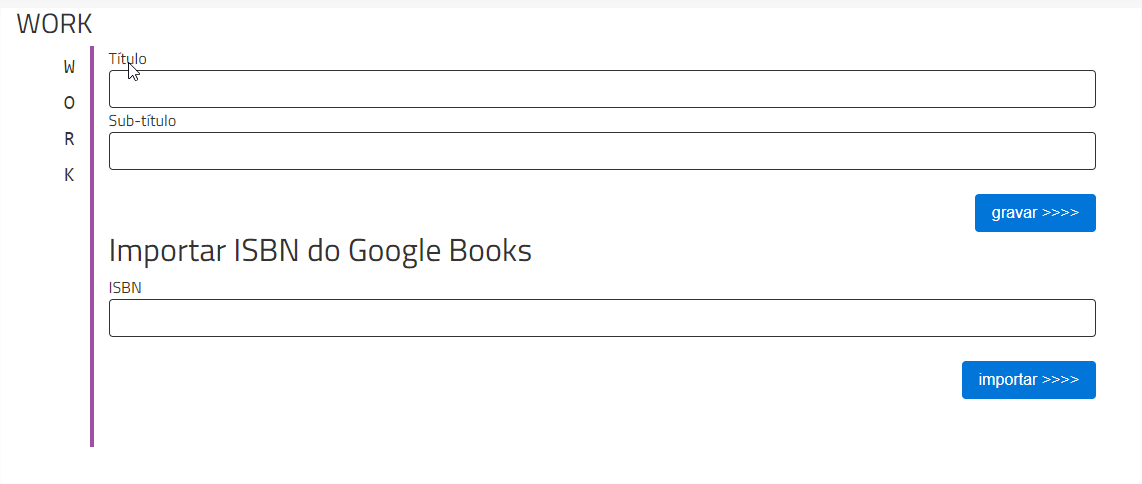 WORK
W
O
R
K
Título
Sub-título
gravar >>>>
Importar ISBN do Google Books
ISBN
importar >>>>